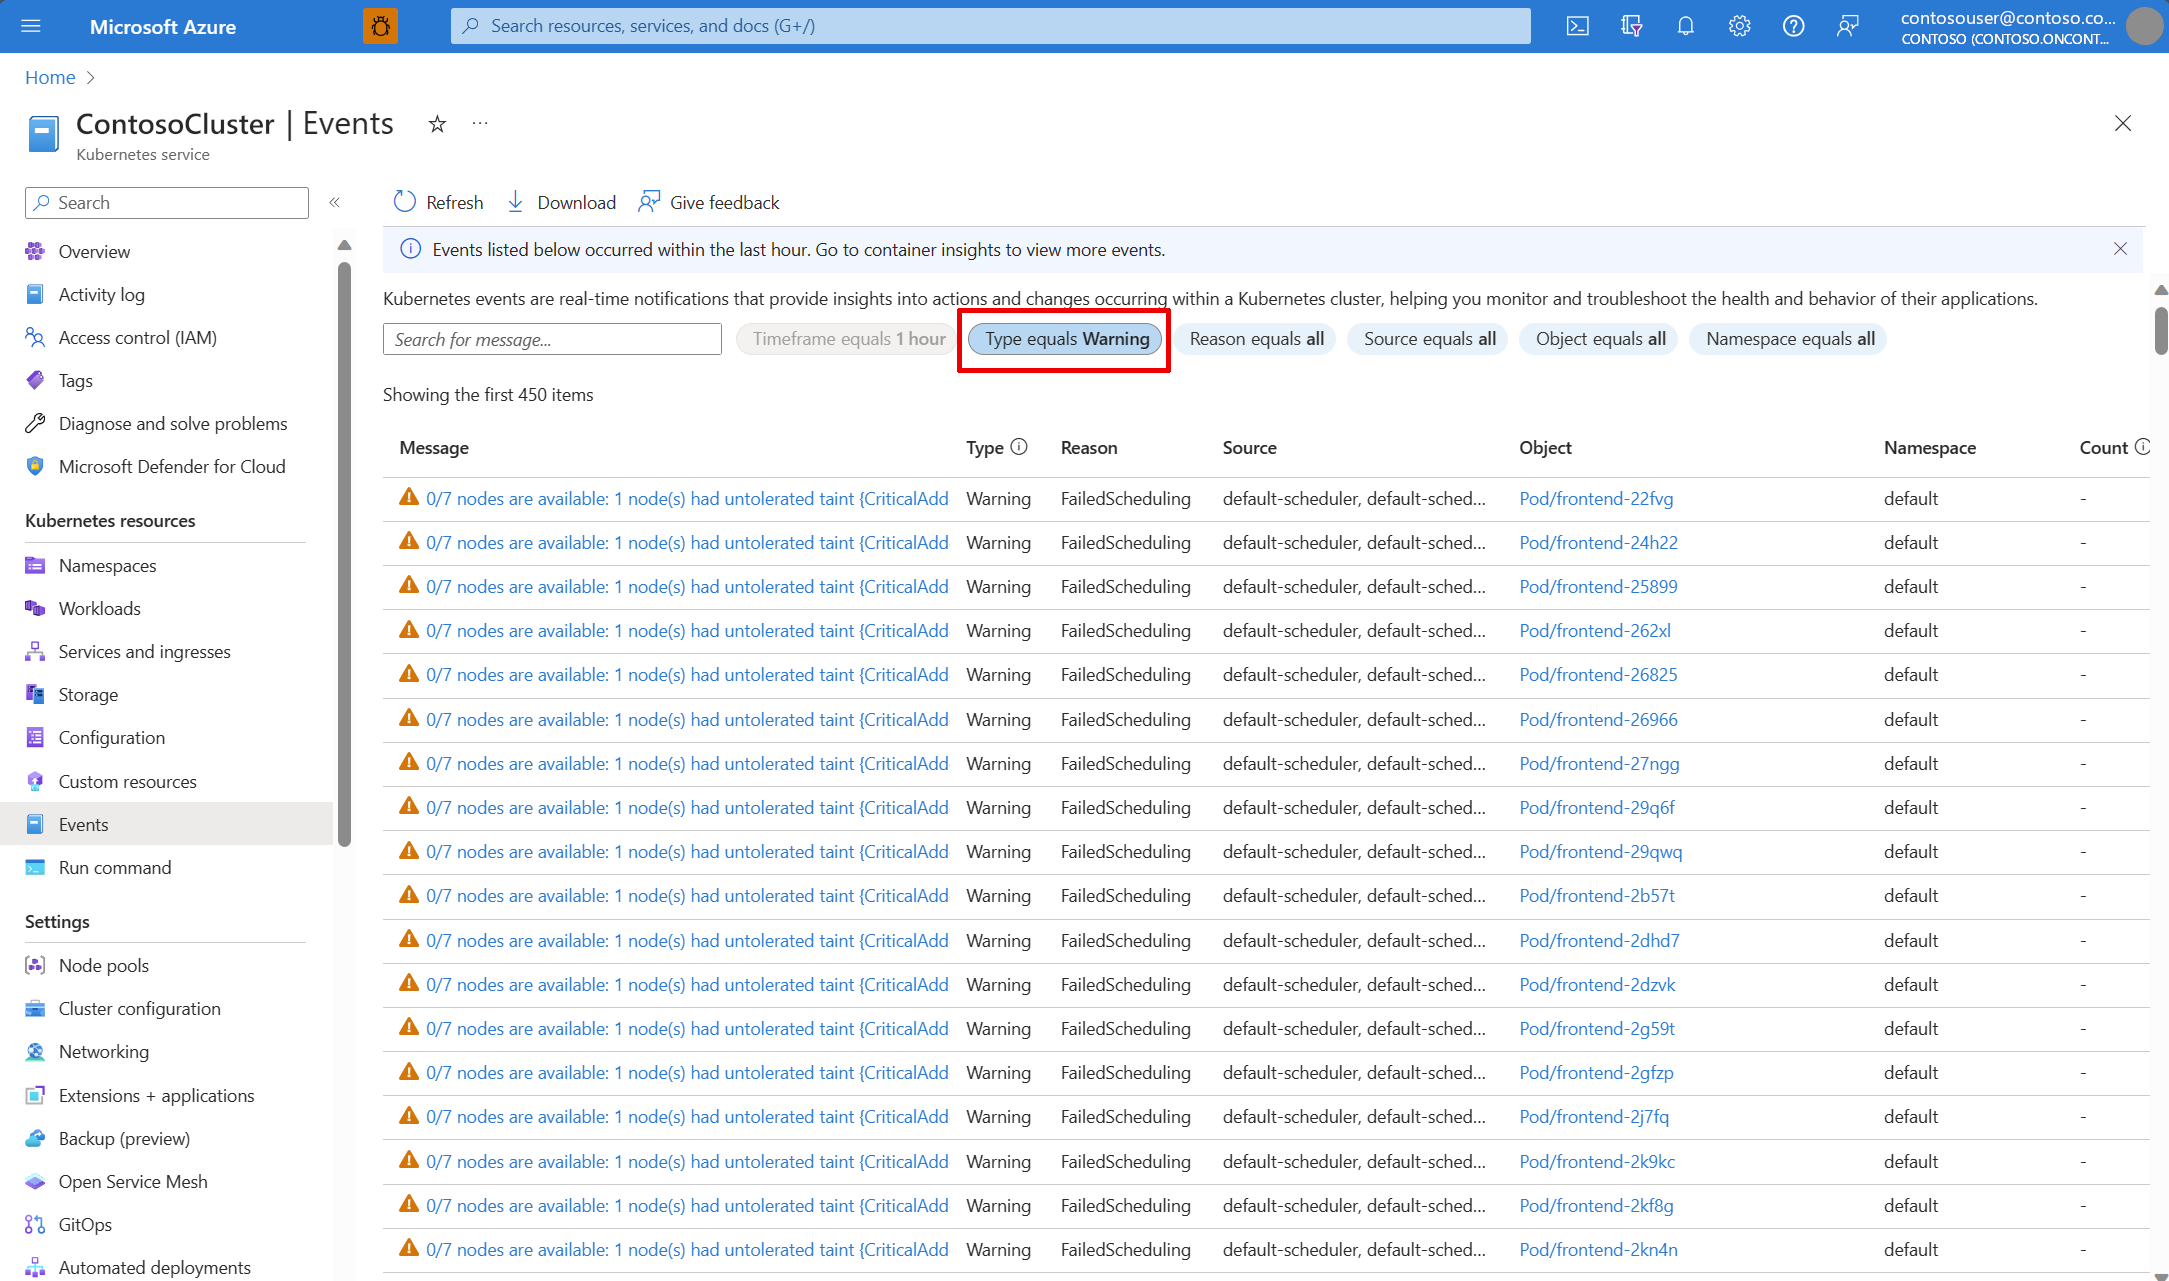 Microsoft Azure
Search resources, services, and docs (G+/)
contosouser@contoso.co...
CONTOSO (CONTOSO.ONCONT...
Home
ContosoCluster | Events
Kubernetes service
Search
Refresh Download Give feedback
Events listed below occurred within the last hour. Go to container insights to view more events.
Kubernetes events are real-time notifications that provide insights into actions and changes occurring within a Kubernetes cluster, helping you monitor and troubleshoot the health and behavior of their applications.
Search for message... Timeframe equals 1 hour Type equals Warning Reason equals all Source equals all Object equals all Namespace equals all
Showing the first 450 items
Overview
Activity log
Access control (IAM)
Tags
Diagnose and solve problems
Microsoft Defender for Cloud
Kubernetes resources
Namespaces
Workloads
Services and ingresses
Storage
Configuration
Custom resources
Events
Run command
Settings
Node pools
Cluster configuration
Networking
Extensions + applications
Backup (preview)
Open Service Mesh
GitOps
Automated deployments
Message Type Reason Source Object Namespace Count
0/7 nodes are available: 1 node(s) had untolerated taint {CriticalAdd Warning FailedScheduling default-scheduler, default-sched... Pod/frontend-22fvg default -
0/7 nodes are available: 1 node(s) had untolerated taint {CriticalAdd Warning FailedScheduling default-scheduler, default-sched... Pod/frontend-24h22 default -
0/7 nodes are available: 1 node(s) had untolerated taint {CriticalAdd Warning FailedScheduling default-scheduler, default-sched... Pod/frontend-25899 default -
0/7 nodes are available: 1 node(s) had untolerated taint {CriticalAdd Warning FailedScheduling default-scheduler, default-sched... Pod/frontend-262xl default -
0/7 nodes are available: 1 node(s) had untolerated taint {CriticalAdd Warning FailedScheduling default-scheduler, default-sched... Pod/frontend-26825 default -
0/7 nodes are available: 1 node(s) had untolerated taint {CriticalAdd Warning FailedScheduling default-scheduler, default-sched... Pod/frontend-26966 default -
0/7 nodes are available: 1 node(s) had untolerated taint {CriticalAdd Warning FailedScheduling default-scheduler, default-sched... Pod/frontend-27ngg default -
0/7 nodes are available: 1 node(s) had untolerated taint {CriticalAdd Warning FailedScheduling default-scheduler, default-sched... Pod/frontend-29q6f default -
0/7 nodes are available: 1 node(s) had untolerated taint {CriticalAdd Warning FailedScheduling default-scheduler, default-sched... Pod/frontend-29qwq default -
0/7 nodes are available: 1 node(s) had untolerated taint {CriticalAdd Warning FailedScheduling default-scheduler, default-sched... Pod/frontend-2b57t default -
0/7 nodes are available: 1 node(s) had untolerated taint {CriticalAdd Warning FailedScheduling default-scheduler, default-sched... Pod/frontend-2dhd7 default -
0/7 nodes are available: 1 node(s) had untolerated taint {CriticalAdd Warning FailedScheduling default-scheduler, default-sched... Pod/frontend-2dzvk default -
0/7 nodes are available: 1 node(s) had untolerated taint {CriticalAdd Warning FailedScheduling default-scheduler, default-sched... Pod/frontend-2g59t default -
0/7 nodes are available: 1 node(s) had untolerated taint {CriticalAdd Warning FailedScheduling default-scheduler, default-sched... Pod/frontend-2gfzp default -
0/7 nodes are available: 1 node(s) had untolerated taint {CriticalAdd Warning FailedScheduling default-scheduler, default-sched... Pod/frontend-2j7fq default -
0/7 nodes are available: 1 node(s) had untolerated taint {CriticalAdd Warning FailedScheduling default-scheduler, default-sched... Pod/frontend-2k9kc default -
0/7 nodes are available: 1 node(s) had untolerated taint {CriticalAdd Warning FailedScheduling default-scheduler, default-sched... Pod/frontend-2kf8g default -
0/7 nodes are available: 1 node(s) had untolerated taint {CriticalAdd Warning FailedScheduling default-scheduler, default-sched... Pod/frontend-2kn4n default -